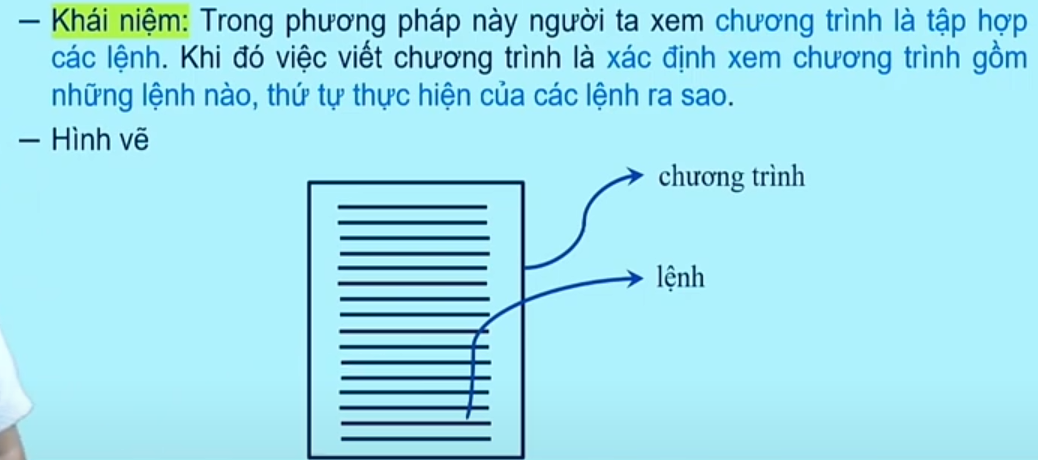 – Khái niệm: Trong phương pháp này người ta xem chương trình là tập hợp
các lệnh. Khi đó việc viết chương trình là xác định xem chương trình gồm
những lệnh nào, thứ tự thực hiện của các lệnh ra sao.
– Hình vẽ
chương trình
lệnh